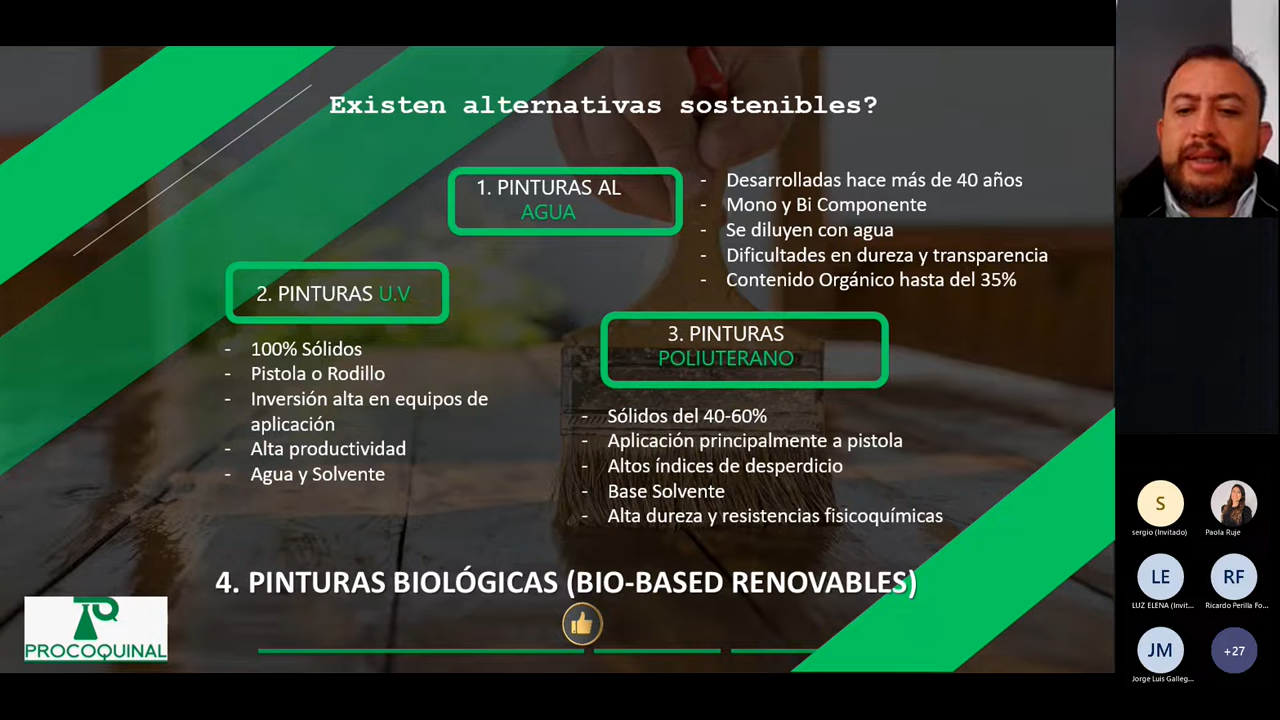 Existen alternativas sostenibles?
1. PINTURAS AL
AGUA
- Desarrolladas hace más de 40 años
- Mono y Bi Componente
- Se diluyen con agua
- Dificultades en dureza y transparencia
- Contenido Orgánico hasta del 35%
2. PINTURAS U.V
- 100% Sólidos
- Pistola o Rodillo
- Inversión alta en equipos de
aplicación
- Alta productividad
- Agua y Solvente
3. PINTURAS
POLIUTERANO
- Sólidos del 40-60%
- Aplicación principalmente a pistola
- Altos índices de desperdicio
- Base Solvente
- Alta dureza y resistencias fisicoquímicas
4. PINTURAS BIOLÓGICAS (BIO-BASED RENOVABLES)
PROCOQUINAL
S
sergio (Invitado)
Paola Ruje
LE
LUZ ELENA (Invit...
RF
Ricardo Perilla Fo...
JM
Jorge Luis Galleg...
+27